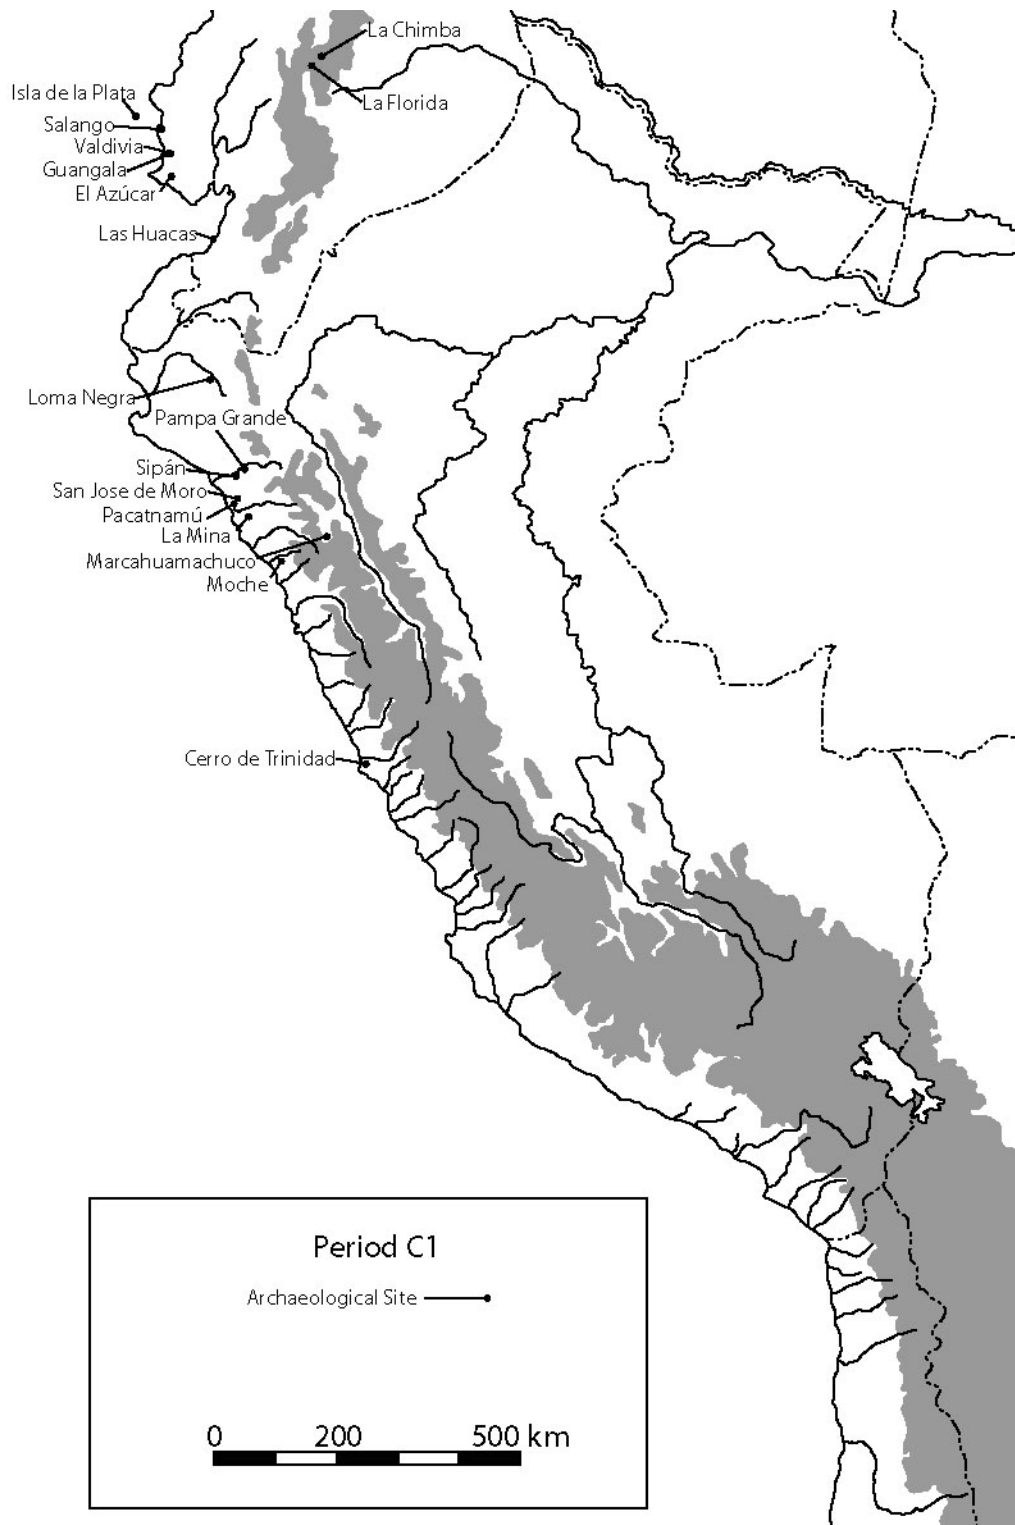 La Chimba
La Florida
Isla de la Plata
Salango
Valdivia
Guangala
El Azúcar
Las Huacas
Loma Negra
Pampa Grande
Sipán
San Jose de Moro
Pacatnamú
La Mina
Marcahuamachuco
Moche
Cerro de Trinidad
Period C1
Archaeological Site
0 200 500 km